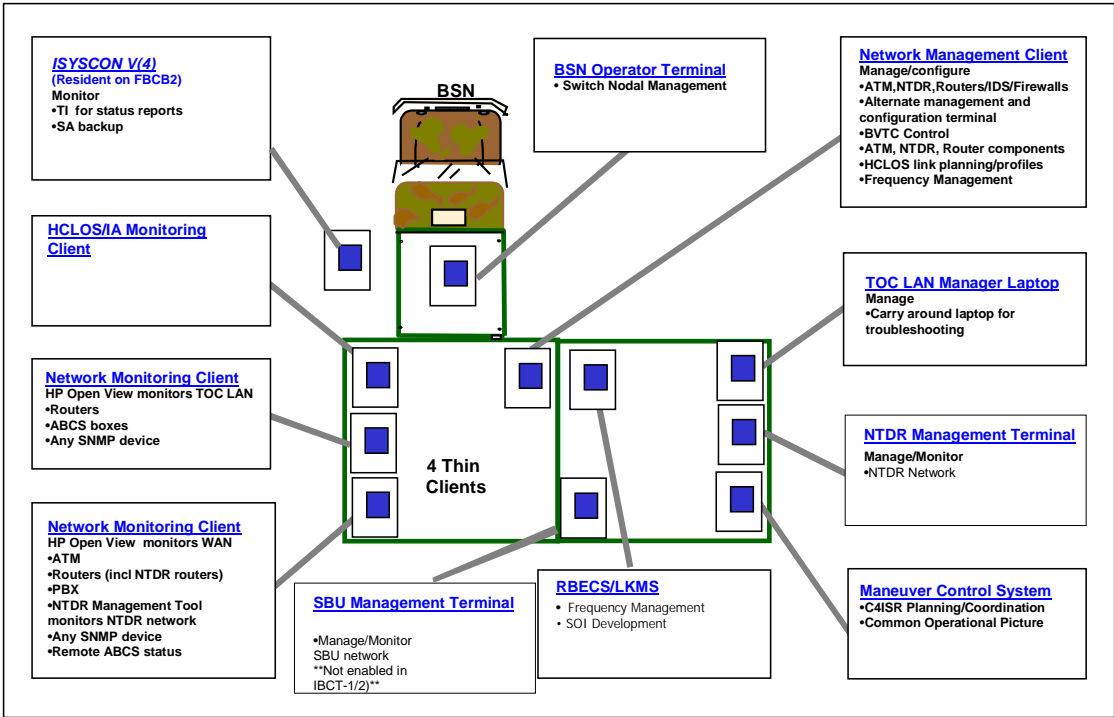 ISYSCON V(4)
(Resident on FBCB2)
Monitor
•TI for status reports
•SA backup
BSN
BSN Operator Terminal
• Switch Nodal Management
Network Management Client
Manage/configure
•ATM,NTDR,Routers/IDS/Firewalls
•Alternate management and
configuration terminal
•BVTC Control
•ATM, NTDR, Router components
•HCLOS link planning/profiles
•Frequency Management
HCLOS/IA Monitoring
Client
TOC LAN Manager Laptop
Manage
•Carry around laptop for
troubleshooting
Network Monitoring Client
HP Open View monitors TOC LAN
•Routers
•ABCS boxes
•Any SNMP device
4 Thin
Clients
NTDR Management Terminal
Manage/Monitor
•NTDR Network
Network Monitoring Client
HP Open View monitors WAN
•ATM
•Routers (incl NTDR routers)
•PBX
•NTDR Management Tool
monitors NTDR network
•Any SNMP device
•Remote ABCS status
SBU Management Terminal
•Manage/Monitor
SBU network
**Not enabled in
IBCT-1/2)**
RBECS/LKMS
• Frequency Management
• SOI Development
Maneuver Control System
•C4ISR Planning/Coordination
•Common Operational Picture